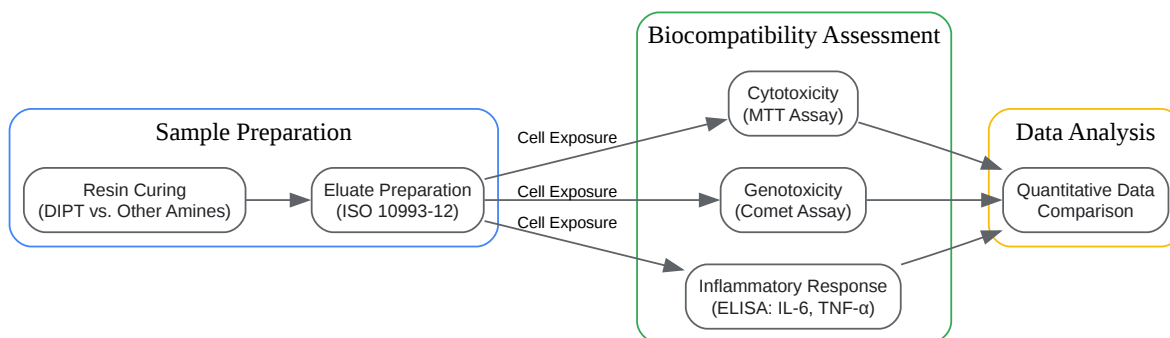 Sample Preparation
Resin Curing
(DIPT vs. Other Amines)
Eluate Preparation
(ISO 10993-12)
Cell Exposure
Cell Exposure
Cell Exposure
Biocompatibility Assessment
Cytotoxicity
(MTT Assay)
Genotoxicity
(Comet Assay)
Inflammatory Response
(ELISA: IL-6, TNF-α)
Data Analysis
Quantitative Data
Comparison